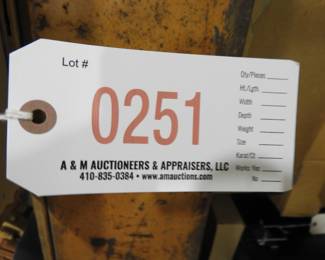 Lot #
0251
Qty/Pieces
Ht./Lgth
Width
Depth
Weight
Size
Karat/Ct
Works: Yes
No
A & M AUCTIONEERS & APPRAISERS, LLC
410-835-0384 • www.amauctions.com